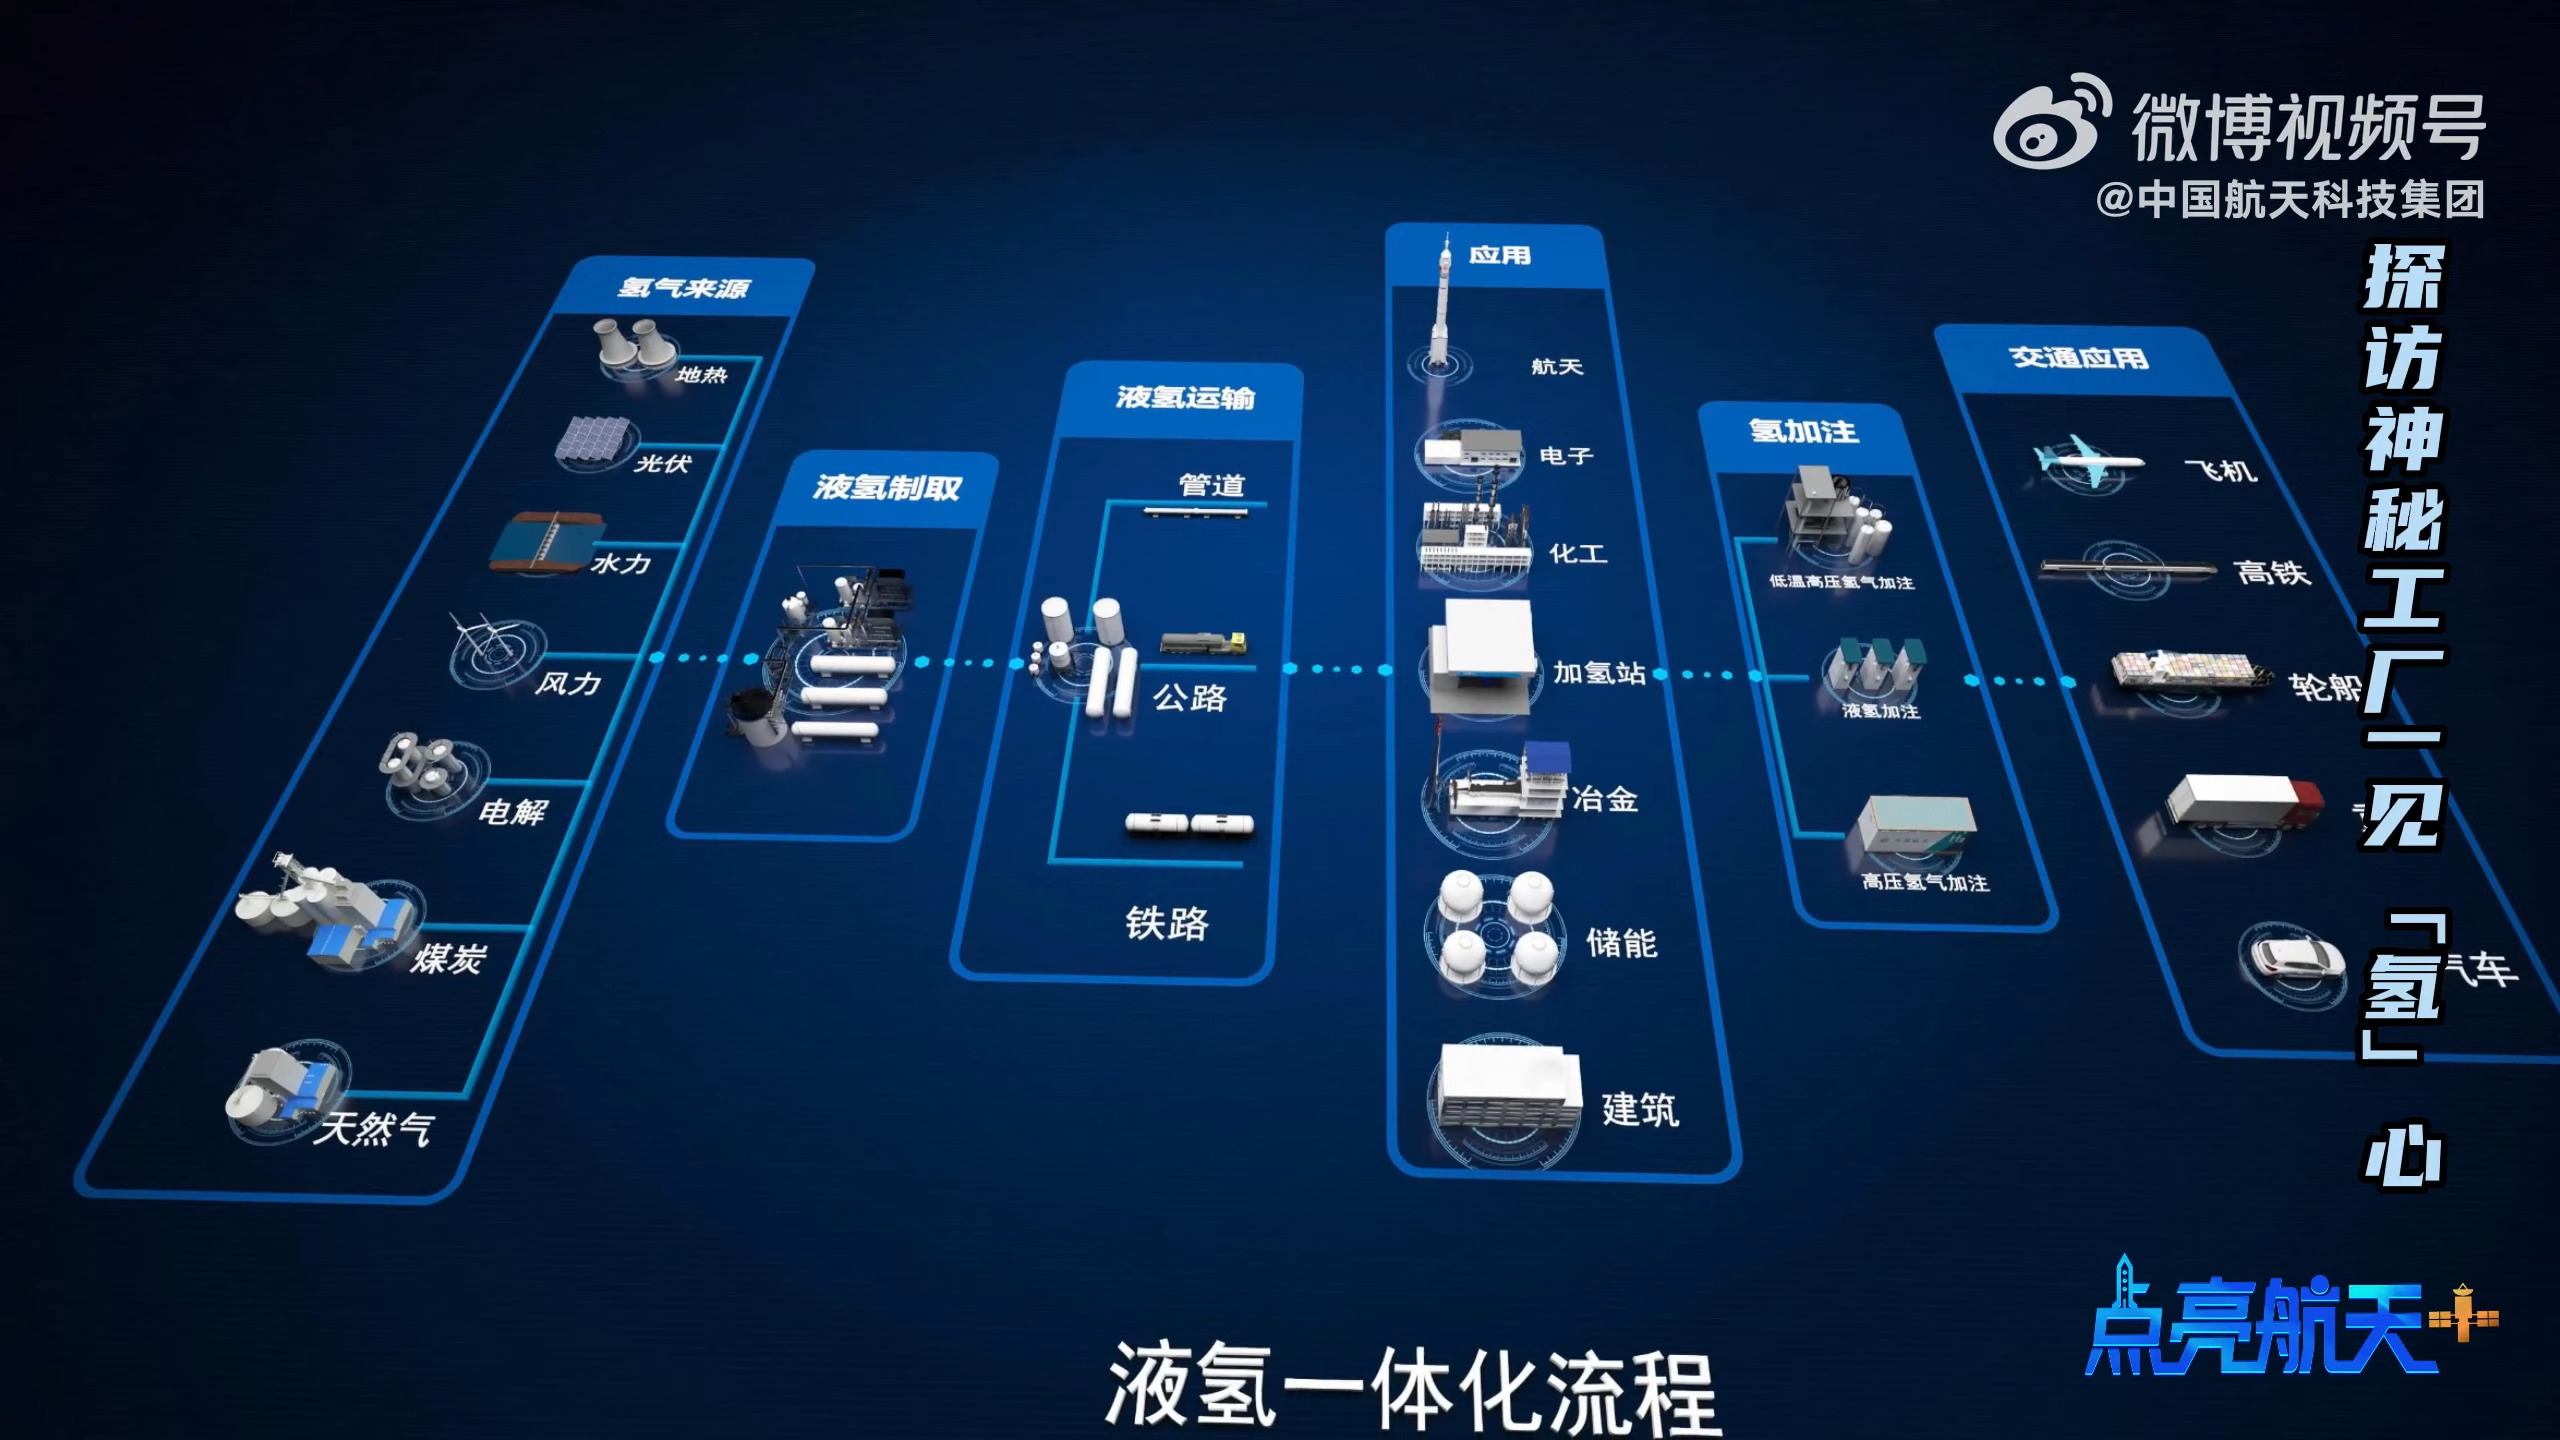 微博视频号
@中国航天科技集团
探访神秘工厂一见「氢」心
氢气来源
地热
光伏
水力
风力
电解
煤炭
天然气
液氢制取
液氢运输
管道
公路
铁路
应用
航天
电子
化工
加氢站
冶金
储能
建筑
氢加注
低温高压氢气加注
液氢加注
高压氢气加注
交通应用
飞机
高铁
轮船
汽车
液氢一体化流程
点亮航天+